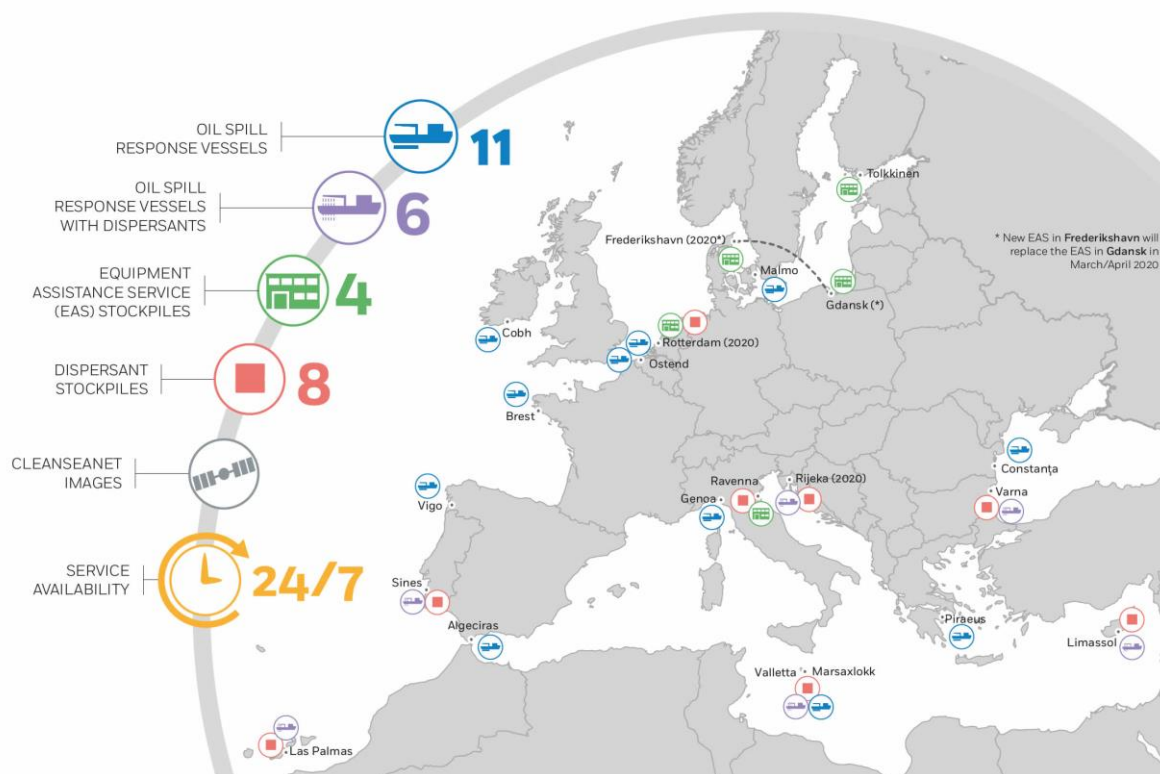 OIL SPILL
RESPONSE VESSELS
11
OIL SPILL
RESPONSE VESSELS
WITH DISPERSANTS
6
EQUIPMENT
ASSISTANCE SERVICE
(EAS) STOCKPILES
4
DISPERSANT
STOCKPILES
8
CLEANSEANET
IMAGES
SERVICE
AVAILABILITY
24/7
Tolkkinen
Frederikshavn (2020*)
* New EAS in Frederikshavn will
replace the EAS in Gdansk in
March/April 2020
Malmo
Gdansk (*)
Cobh
Rotterdam (2020)
Ostend
Brest
Constanţa
Ravenna
Rijeka (2020)
Varna
Genoa
Vigo
Sines
Algeciras
Piraeus
Limassol
Valletta
Marsaxlokk
Las Palmas